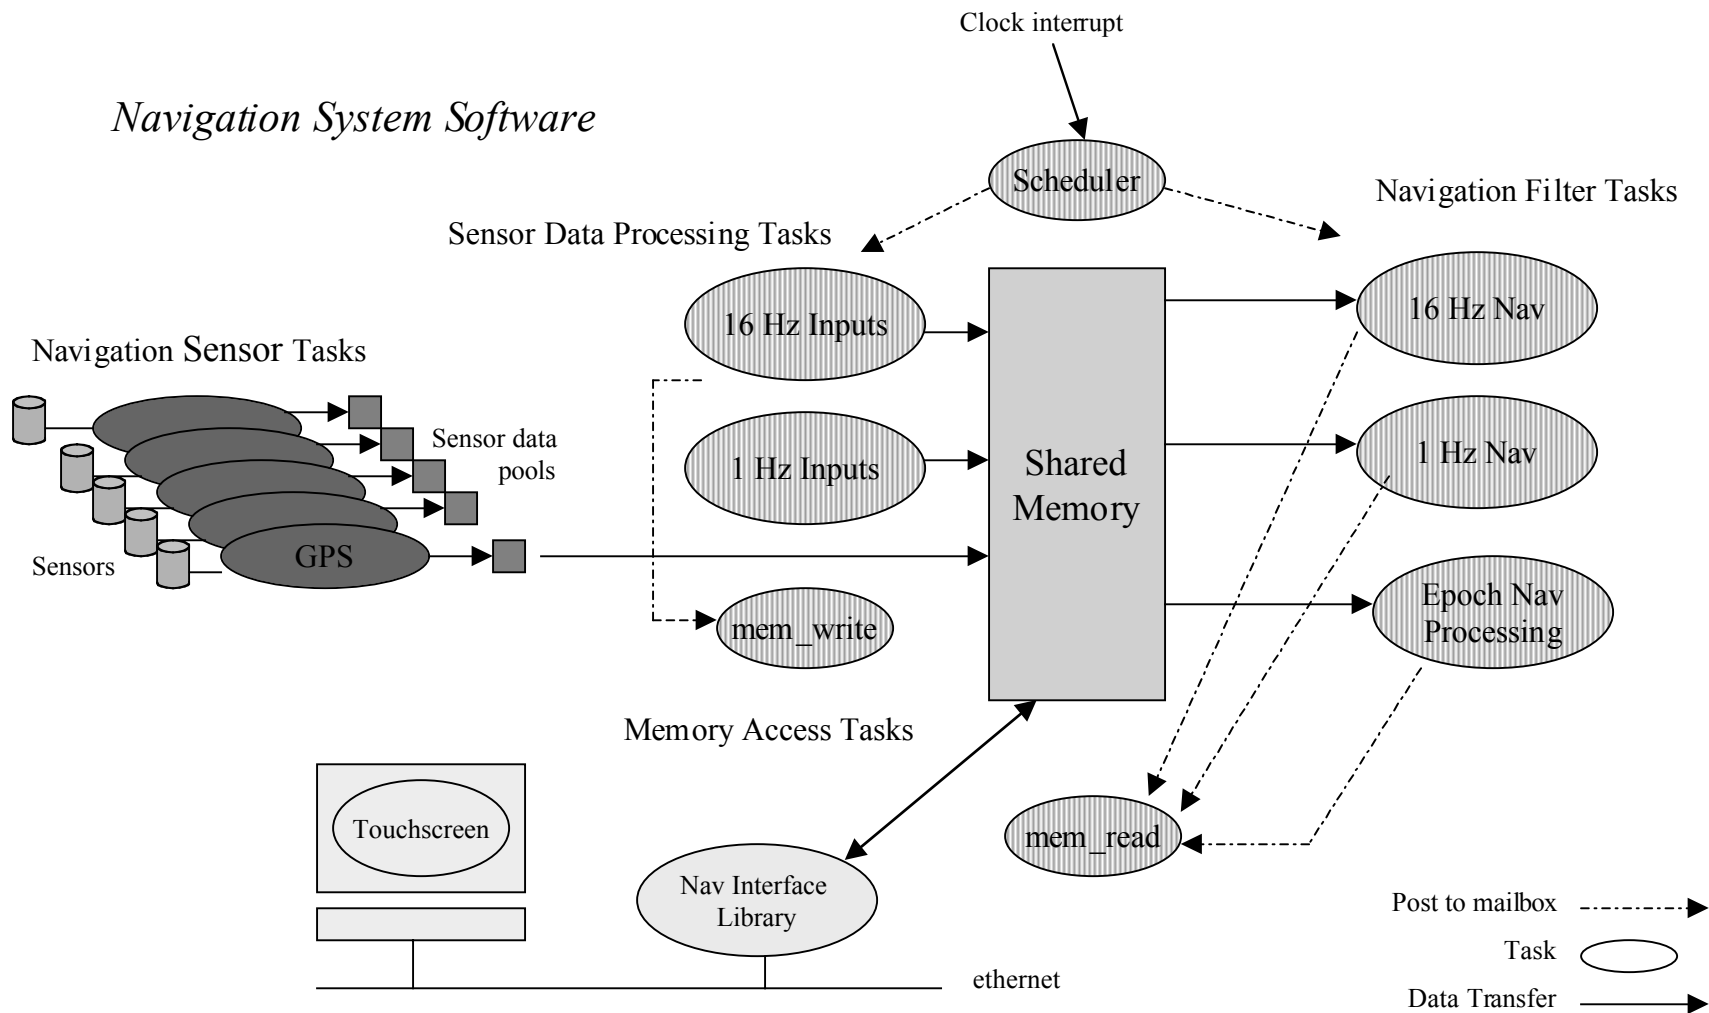 Clock interrupt
Navigation System Software
Scheduler
Navigation Filter Tasks
Sensor Data Processing Tasks
16 Hz Inputs
16 Hz Nav
Navigation Sensor Tasks
Sensor data
pools
1 Hz Inputs
1 Hz Nav
Shared
Memory
GPS
Sensors
Epoch Nav
Processing
mem_write
Memory Access Tasks
Touchscreen
mem_read
Nav Interface
Library
ethernet
Post to mailbox
Task
Data Transfer